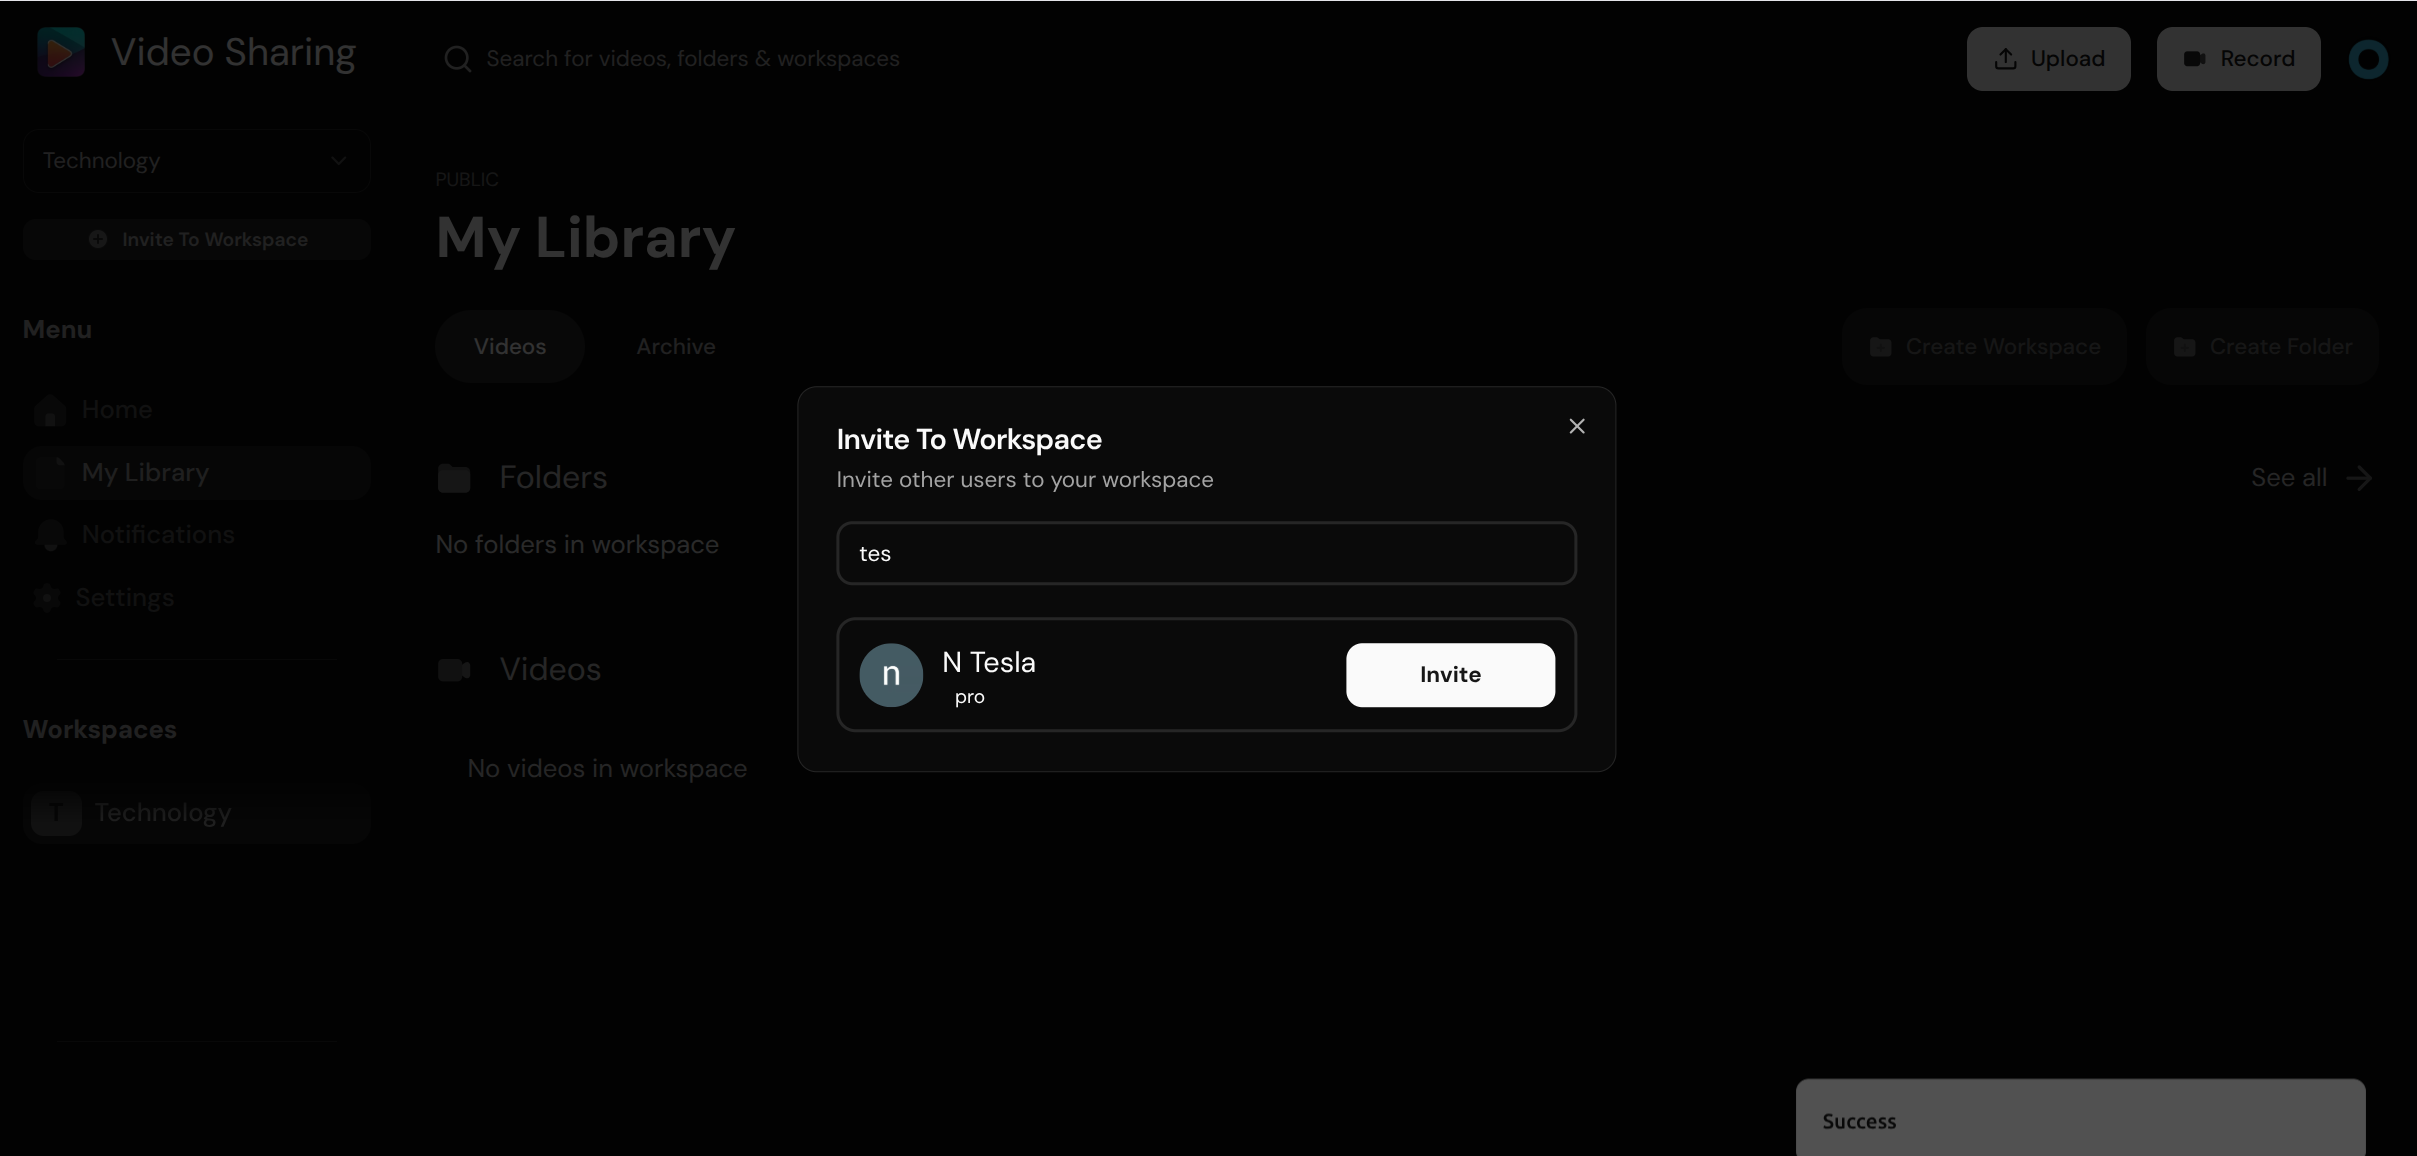 Video Sharing
Search for videos, folders & workspaces
Upload
Record
Technology
Invite To Workspace
PUBLIC
My Library
Menu
Videos
Archive
Create Workspace
Create Folder
Home
My Library
Notifications
Settings
Folders
See all
No folders in workspace
Videos
No videos in workspace
Workspaces
T
Technology
Invite To Workspace
Invite other users to your workspace
tes
n
N Tesla
pro
Invite
Success